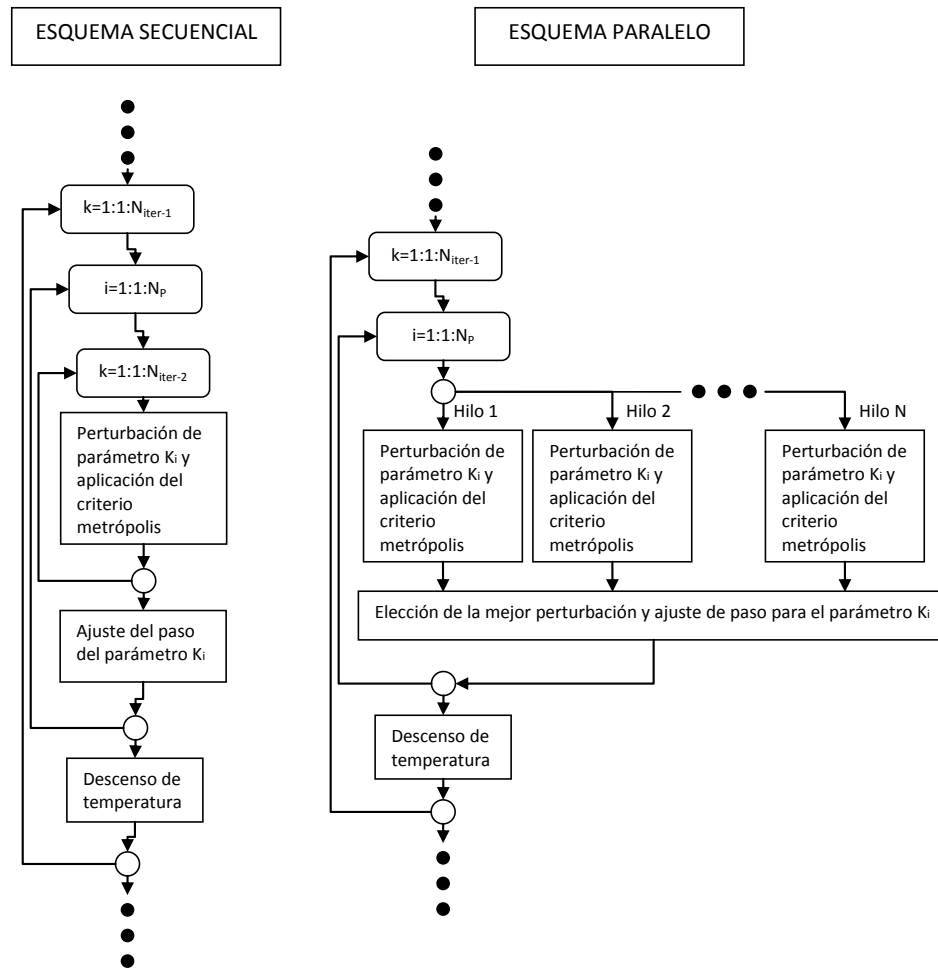 ESQUEMA SECUENCIAL
k=1:1:Niter-1
i=1:1:NP
k=1:1:Niter-2
Perturbación de
parámetro Ki y
aplicación del
criterio
metrópolis
Ajuste del paso
del parámetro Ki
Descenso de
temperatura
ESQUEMA PARALELO
k=1:1:Niter-1
i=1:1:NP
Hilo 1
Hilo 2
Hilo N
Perturbación de
parámetro Ki y
aplicación del
criterio
metrópolis
Perturbación de
parámetro Ki y
aplicación del
criterio
metrópolis
Perturbación de
parámetro Ki y
aplicación del
criterio
metrópolis
Elección de la mejor perturbación y ajuste de paso para el parámetro Ki
Descenso de
temperatura